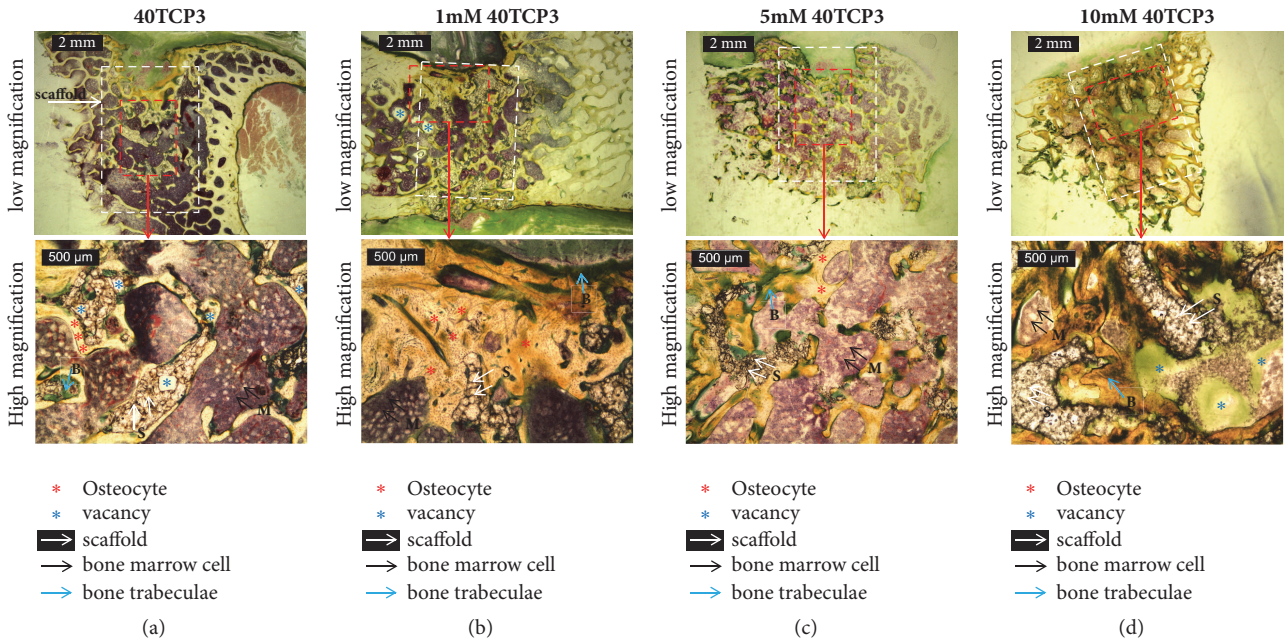 40TCP3
1mM 40TCP3
5mM 40TCP3
10mM 40TCP3
low magnification
2 mm
scaffold
low magnification
2 mm
low magnification
2 mm
low magnification
2 mm
High magnification
500 µm
B
S
M
High magnification
500 µm
B
S
M
High magnification
500 µm
B
S
M
High magnification
500 µm
S
M
S
B
* Osteocyte
* vacancy
scaffold
bone marrow cell
bone trabeculae
(a)
* Osteocyte
* vacancy
scaffold
bone marrow cell
bone trabeculae
(b)
* Osteocyte
* vacancy
scaffold
bone marrow cell
bone trabeculae
(c)
* Osteocyte
* vacancy
scaffold
bone marrow cell
bone trabeculae
(d)